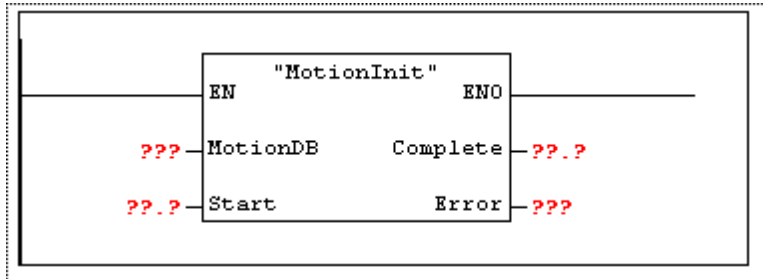 "MotionInit"
EN ENO
??? MotionDB Complete ??.?
??.? Start Error ???